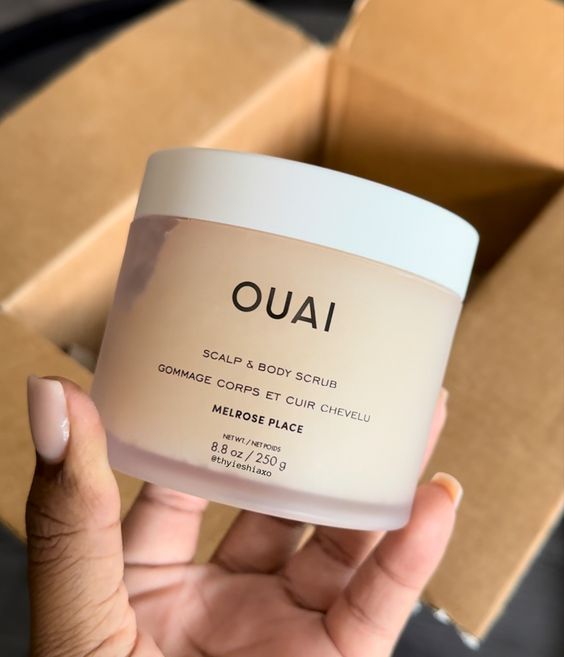 OUAI
SCALP & BODY SCRUB
GOMMAGE CORPS ET CUIR CHEVELU
MELROSE PLACE
NET WT. / NET POIDS
8.8 oz / 250 g
@thyieshiaxo